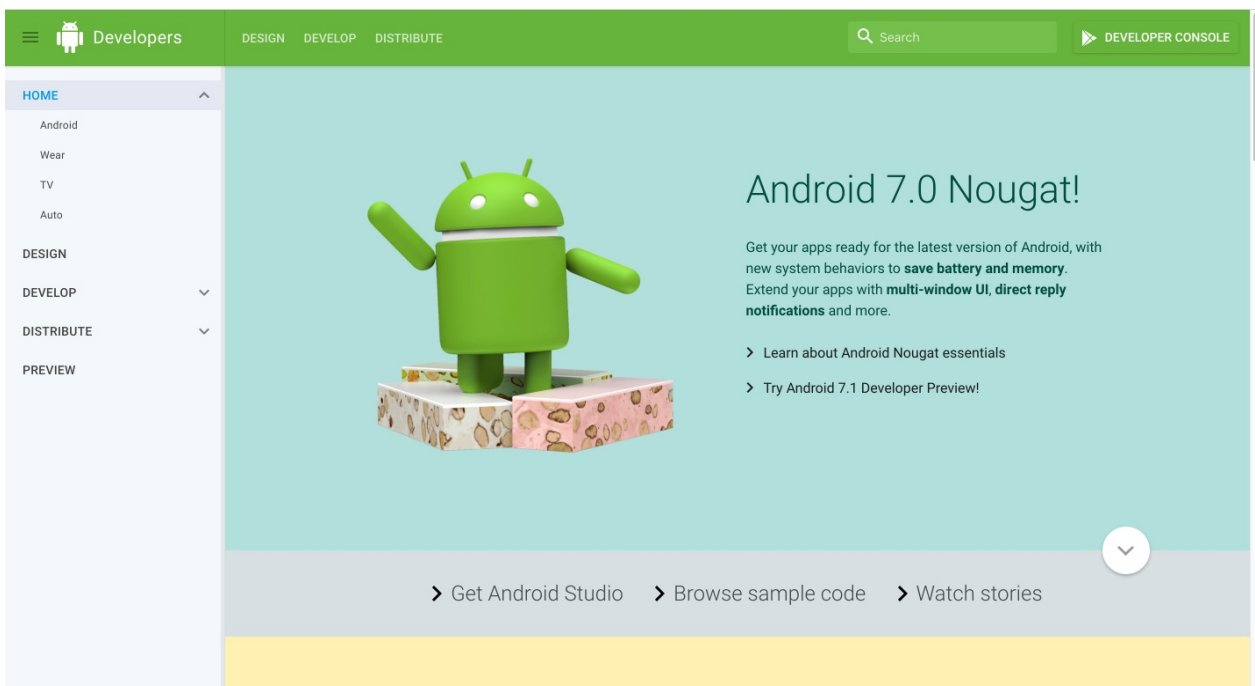 Developers
DESIGN DEVELOP DISTRIBUTE
Search
DEVELOPER CONSOLE
HOME
Android
Wear
TV
Auto
DESIGN
DEVELOP
DISTRIBUTE
PREVIEW
Android 7.0 Nougat!
Get your apps ready for the latest version of Android, with
new system behaviors to save battery and memory.
Extend your apps with multi-window UI, direct reply
notifications and more.
Learn about Android Nougat essentials
Try Android 7.1 Developer Preview!
Get Android Studio Browse sample code Watch stories